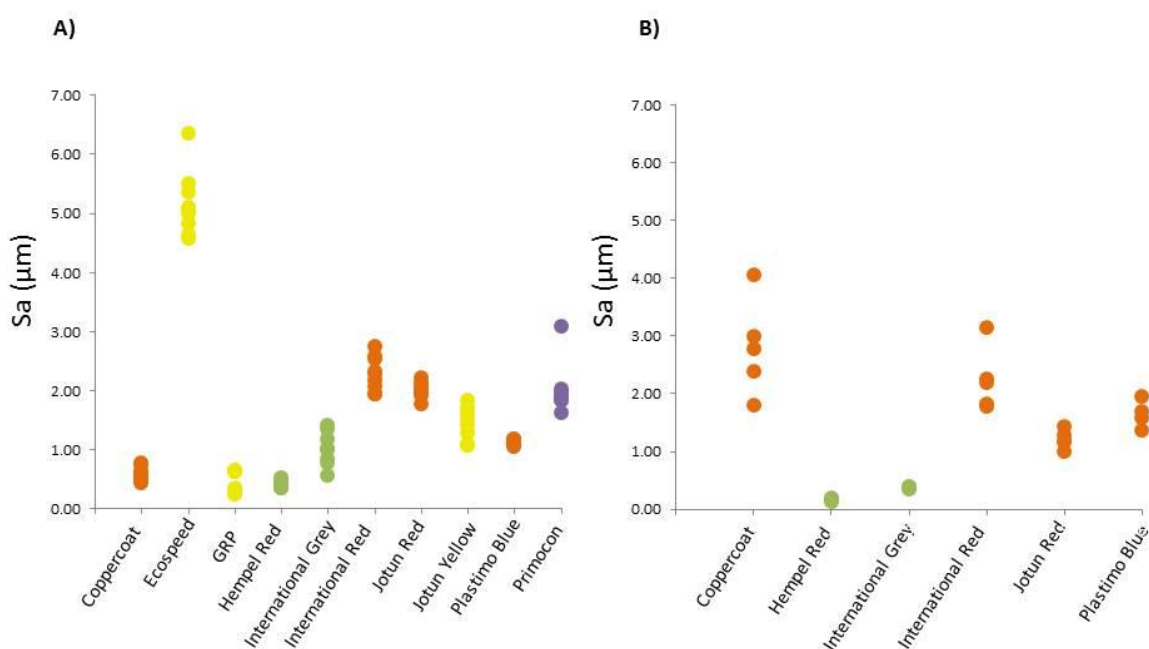 A)
7.00
6.00
5.00
4.00
3.00
2.00
1.00
0.00
Sa (µm)
Coppercoat
Ecospeed
GRP
Hempel Red
International Grey
International Red
Jotun Red
Jotun Yellow
Plastimo Blue
Primocon
B)
7.00
6.00
5.00
4.00
3.00
2.00
1.00
0.00
Sa (µm)
Coppercoat
Hempel Red
International Grey
International Red
Jotun Red
Plastimo Blue